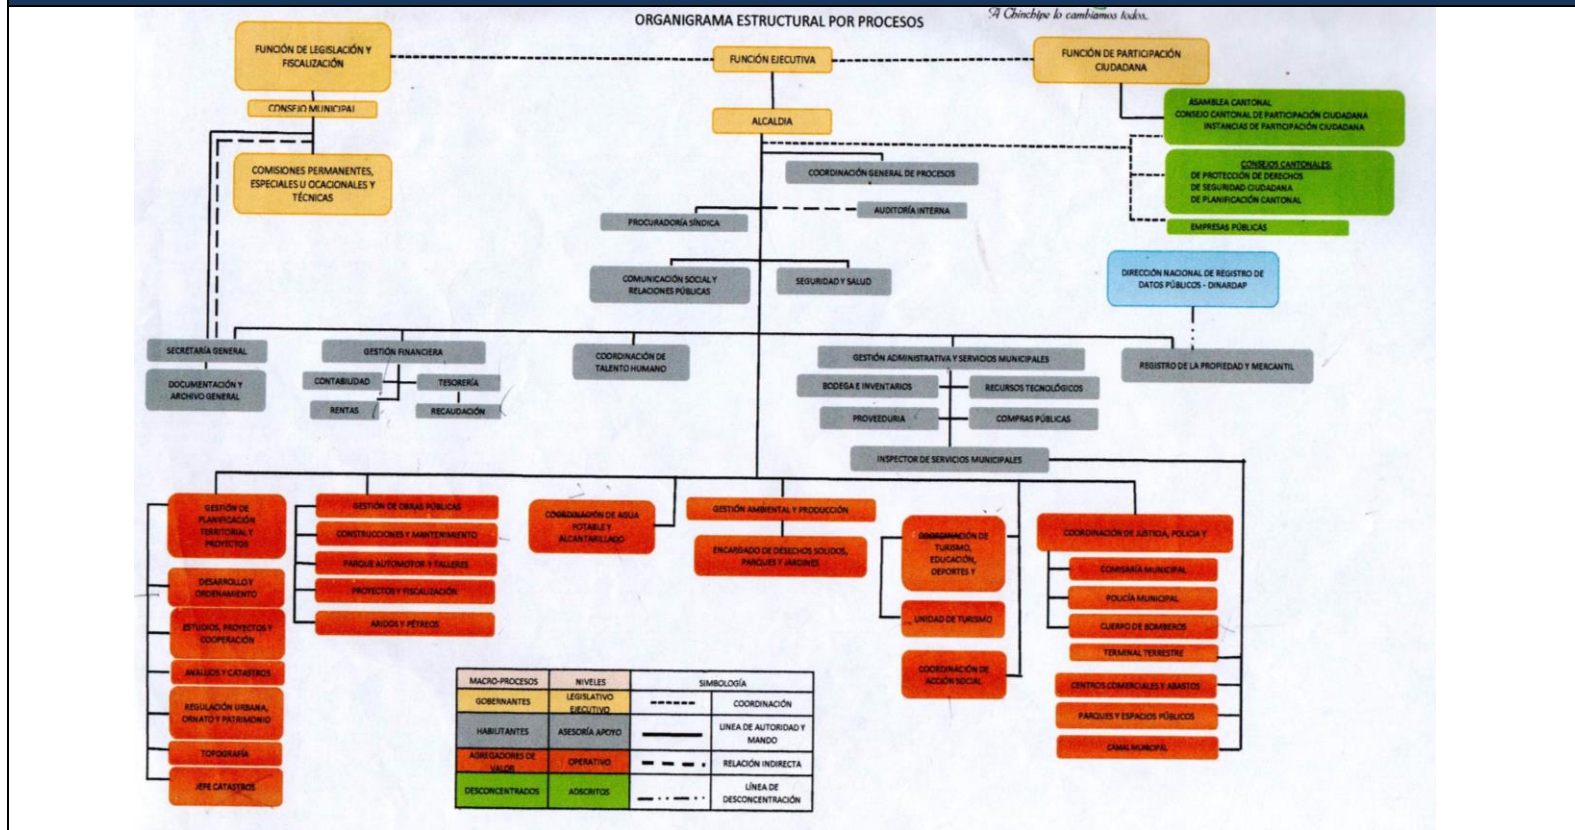 ORGANIGRAMA ESTRUCTURAL POR PROCESOS
A Chinchipe lo cambiamos todos.
FUNCIÓN DE LEGISLACIÓN Y
FISCALIZACIÓN
FUNCIÓN EJECUTIVA
FUNCIÓN DE PARTICIPACIÓN
CIUDADANA
CONSEJO MUNICIPAL
ALCALDIA
ASAMBLEA CANTONAL
CONSEJO CANTONAL DE PARTICIPACIÓN CIUDADANA
INSTANCIAS DE PARTICIPACIÓN CIUDADANA
COMISIONES PERMANENTES,
ESPECIALES U OCACIONALES Y
TÉCNICAS
COORDINACIÓN GENERAL DE PROCESOS
CONSEJOS CANTONALES:
DE PROTECCIÓN DE DERECHOS
DE SEGURIDAD CIUDADANA
DE PLANIFICACIÓN CANTONAL
PROCURADORÍA SÍNDICA
AUDITORÍA INTERNA
EMPRESAS PÚBLICAS
COMUNICACIÓN SOCIAL Y
RELACIONES PÚBLICAS
SEGURIDAD Y SALUD
DIRECCIÓN NACIONAL DE REGISTRO DE
DATOS PÚBLICOS - DINARDAP
SECRETARÍA GENERAL
DOCUMENTACIÓN Y
ARCHIVO GENERAL
GESTIÓN FINANCIERA
CONTABILIDAD
TESORERÍA
RENTAS
RECAUDACIÓN
COORDINACIÓN DE
TALENTO HUMANO
GESTIÓN ADMINISTRATIVA Y SERVICIOS MUNICIPALES
BODEGA E INVENTARIOS
RECURSOS TECNOLÓGICOS
PROVEEDURIA
COMPRAS PÚBLICAS
INSPECTOR DE SERVICIOS MUNICIPALES
REGISTRO DE LA PROPIEDAD Y MERCANTIL
GESTIÓN DE
PLANIFICACIÓN
TERRITORIAL Y
PROYECTOS
DESARROLLO Y
ORDENAMIENTO
ESTUDIOS, PROYECTOS Y
COOPERACIÓN
AVALUOS Y CATASTROS
REGULACIÓN URBANA,
ORNATO Y PATRIMONIO
TOPOGRAFÍA
JEFE CATASTROS
GESTIÓN DE OBRAS PÚBLICAS
CONSTRUCCIONES Y MANTENIMIENTO
PARQUE AUTOMOTOR Y TALLERES
PROYECTOS Y FISCALIZACIÓN
ARIDOS Y PÉTREOS
COORDINACIÓN DE AGUA
POTABLE Y
ALCANTARILLADO
GESTIÓN AMBIENTAL Y PRODUCCIÓN
ENCARGADO DE DESECHOS SOLIDOS,
PARQUES Y JARDINES
COORDINACIÓN DE
TURISMO,
EDUCACIÓN,
DEPORTES Y
UNIDAD DE TURISMO
COORDINACIÓN DE
ACCIÓN SOCIAL
COORDINACIÓN DE JUSTICIA, POLICIA Y
COMISARÍA MUNICIPAL
POLICÍA MUNICIPAL
CUERPO DE BOMBEROS
TERMINAL TERRESTRE
CENTROS COMERCIALES Y ABASTOS
PARQUES Y ESPACIOS PÚBLICOS
CAMAL MUNICIPAL
MACRO-PROCESOS NIVELES SIMBOLOGÍA
GOBERNANTES
LEGISLATIVO
EJECUTIVO
COORDINACIÓN
HABILITANTES ASESORÍA APOYO
LINEA DE AUTORIDAD Y
MANDO
AGREGADORES DE
VALOR
OPERATIVO
RELACIÓN INDIRECTA
DESCONCENTRADOS ADSCRITOS
LÍNEA DE
DESCONCENTRACIÓN